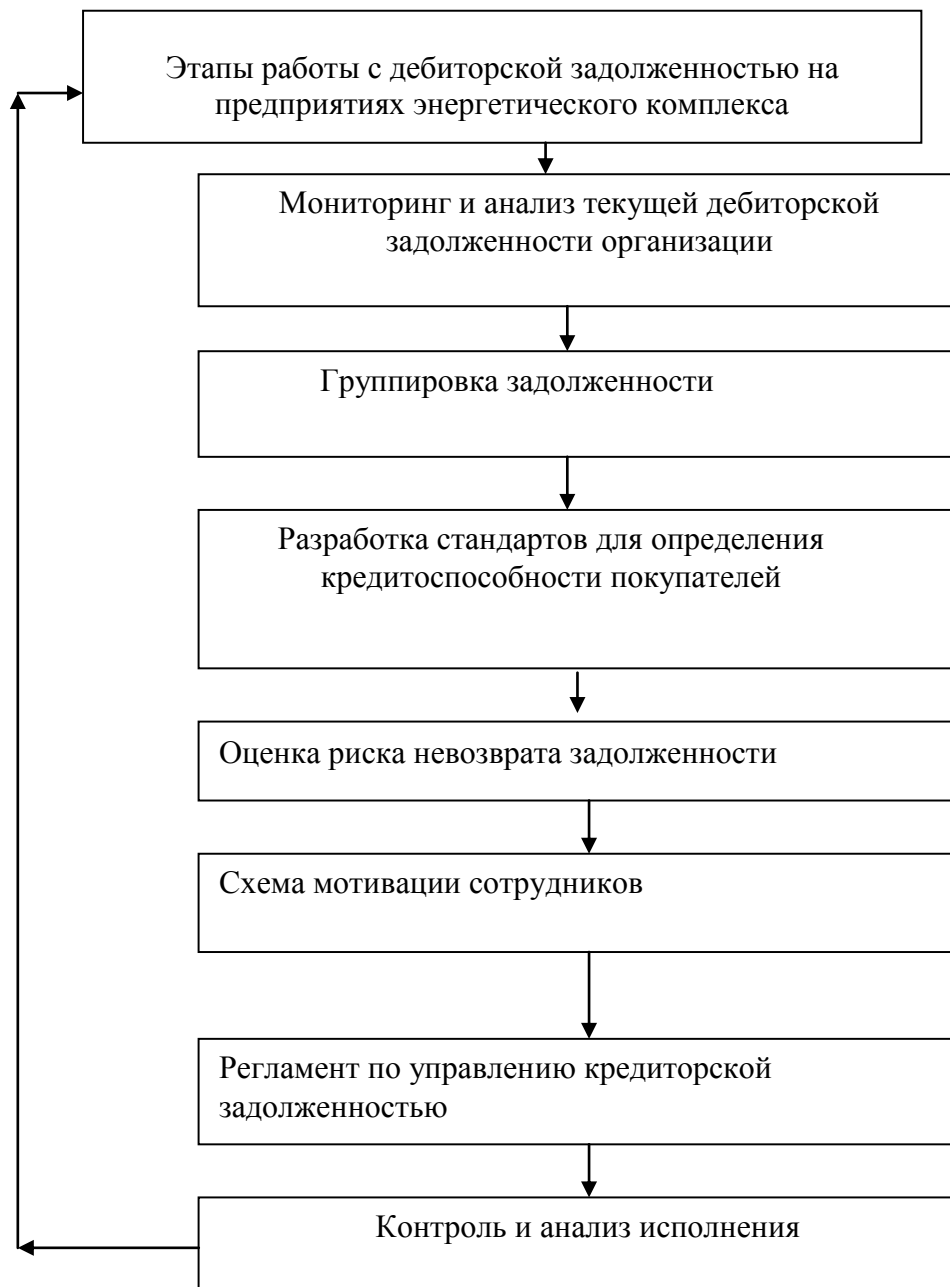 Этапы работы с дебиторской задолженностью на
предприятиях энергетического комплекса
Мониторинг и анализ текущей дебиторской
задолженности организации
Группировка задолженности
Разработка стандартов для определения
кредитоспособности покупателей
Оценка риска невозврата задолженности
Схема мотивации сотрудников
Регламент по управлению кредиторской
задолженностью
Контроль и анализ исполнения